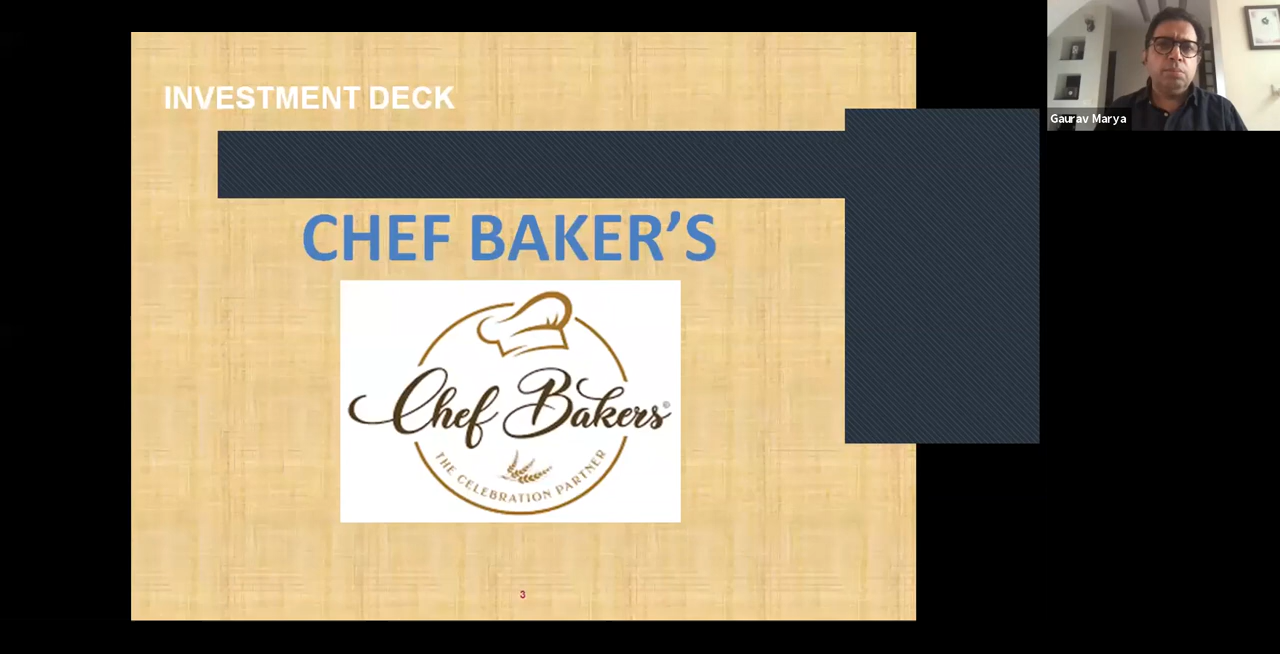 INVESTMENT DECK
Gaurav Marya
CHEF BAKER’S
Chef Bakers®
THE CELEBRATION PARTNER
3